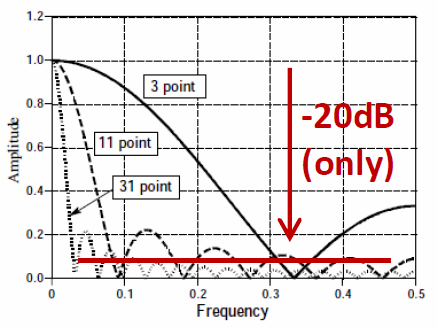 1.2
1.0
0.8
0.6
0.4
0.2
0.0
Amplitude
3 point
11 point
31 point
-20dB
(only)
0 0.1 0.2 0.3 0.4 0.5
Frequency